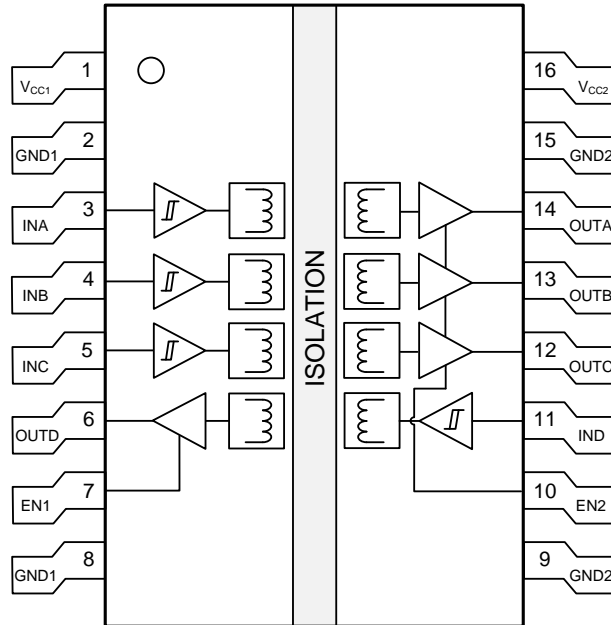 1 16
VCC1 VCC2
2 15
GND1 GND2
3 14
INA OUTA
4 13
INB OUTB
5 12
INC OUTC
6 11
OUTD IND
7 10
EN1 EN2
8 9
GND1 GND2
ISOLATION